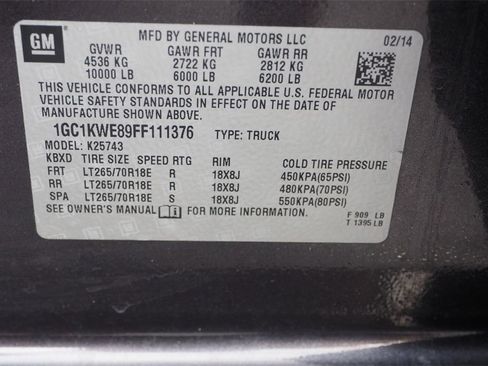 GM
MFD BY GENERAL MOTORS LLC 02/14
GVWR GAWR FRT GAWR RR
4536 KG 2722 KG 2812 KG
10000 LB 6000 LB 6200 LB
THIS VEHICLE CONFORMS TO ALL APPLICABLE U.S. FEDERAL MOTOR
VEHICLE SAFETY STANDARDS IN EFFECT ON THE DATE OF
MANUFACTURE SHOWN ABOVE.
1GC1KWE89FF111376 TYPE: TRUCK
MODEL: K25743
KBXD TIRE SIZE SPEED RTG RIM COLD TIRE PRESSURE
FRT LT265/70R18E R 18X8J 450KPA(65PSI)
RR LT265/70R18E R 18X8J 480KPA(70PSI)
SPA LT265/70R18E S 18X8J 550KPA(80PSI)
SEE OWNER'S MANUAL FOR MORE INFORMATION.
F 909 LB
T 1395 LB